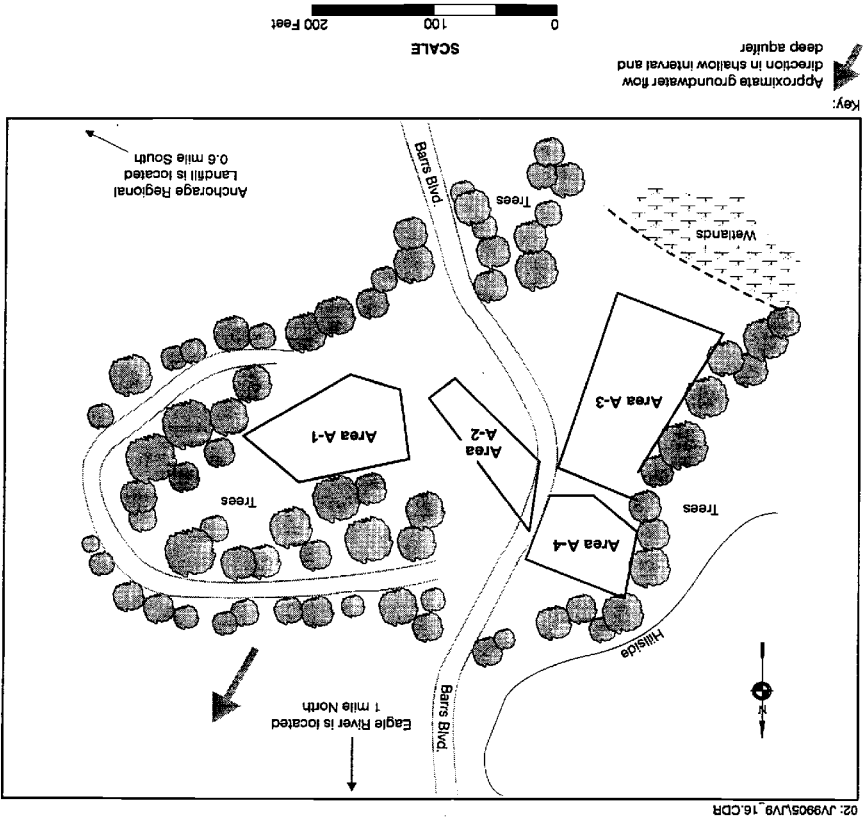 02: JV9905\JV9_16.CDR
Eagle River is located
1 mile North
Barrs Blvd.
N
Hillside
Trees
Area A-4
Trees
Area A-3
Area
A-2
Area A-1
Wetlands
Trees
Barrs Blvd.
Anchorage Regional
Landfill is located
0.6 mile South
Key:
Approximate groundwater flow
direction in shallow interval and
deep aquifer
SCALE
0
100
200 Feet